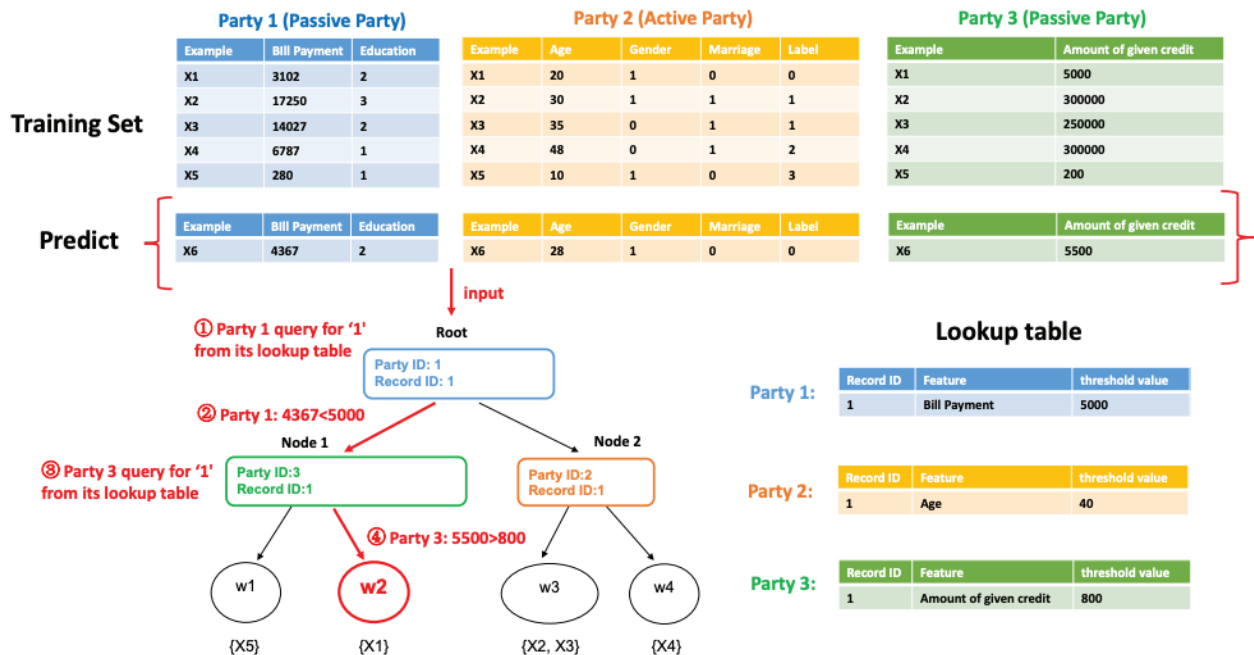 Party 1 (Passive Party)
Party 2 (Active Party)
Party 3 (Passive Party)
Training Set
Example Bill Payment Education
X1 3102 2
X2 17250 3
X3 14027 2
X4 6787 1
X5 280 1
Example Age Gender Marriage Label
X1 20 1 0 0
X2 30 1 1 1
X3 35 0 1 1
X4 48 0 1 2
X5 10 1 0 3
Example Amount of given credit
X1 5000
X2 300000
X3 250000
X4 300000
X5 200
Predict
Example Bill Payment Education
X6 4367 2
Example Age Gender Marriage Label
X6 28 1 0 0
Example Amount of given credit
X6 5500
input
① Party 1 query for ‘1'
from its lookup table
Root
Party ID: 1
Record ID: 1
② Party 1: 4367<5000
Node 1
Node 2
③ Party 3 query for ‘1'
from its lookup table
Party ID:3
Record ID:1
Party ID:2
Record ID:1
④ Party 3: 5500>800
w1
w2
w3
w4
{X5}
{X1}
{X2, X3}
{X4}
Lookup table
Party 1:
Record ID Feature threshold value
1 Bill Payment 5000
Party 2:
Record ID Feature threshold value
1 Age 40
Party 3:
Record ID Feature threshold value
1 Amount of given credit 800